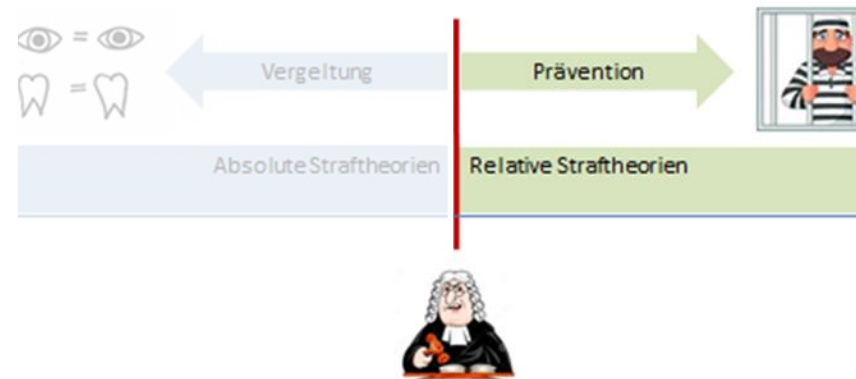 =
=
Vergeltung
Prävention
Absolute Straftheorien
Relative Straftheorien